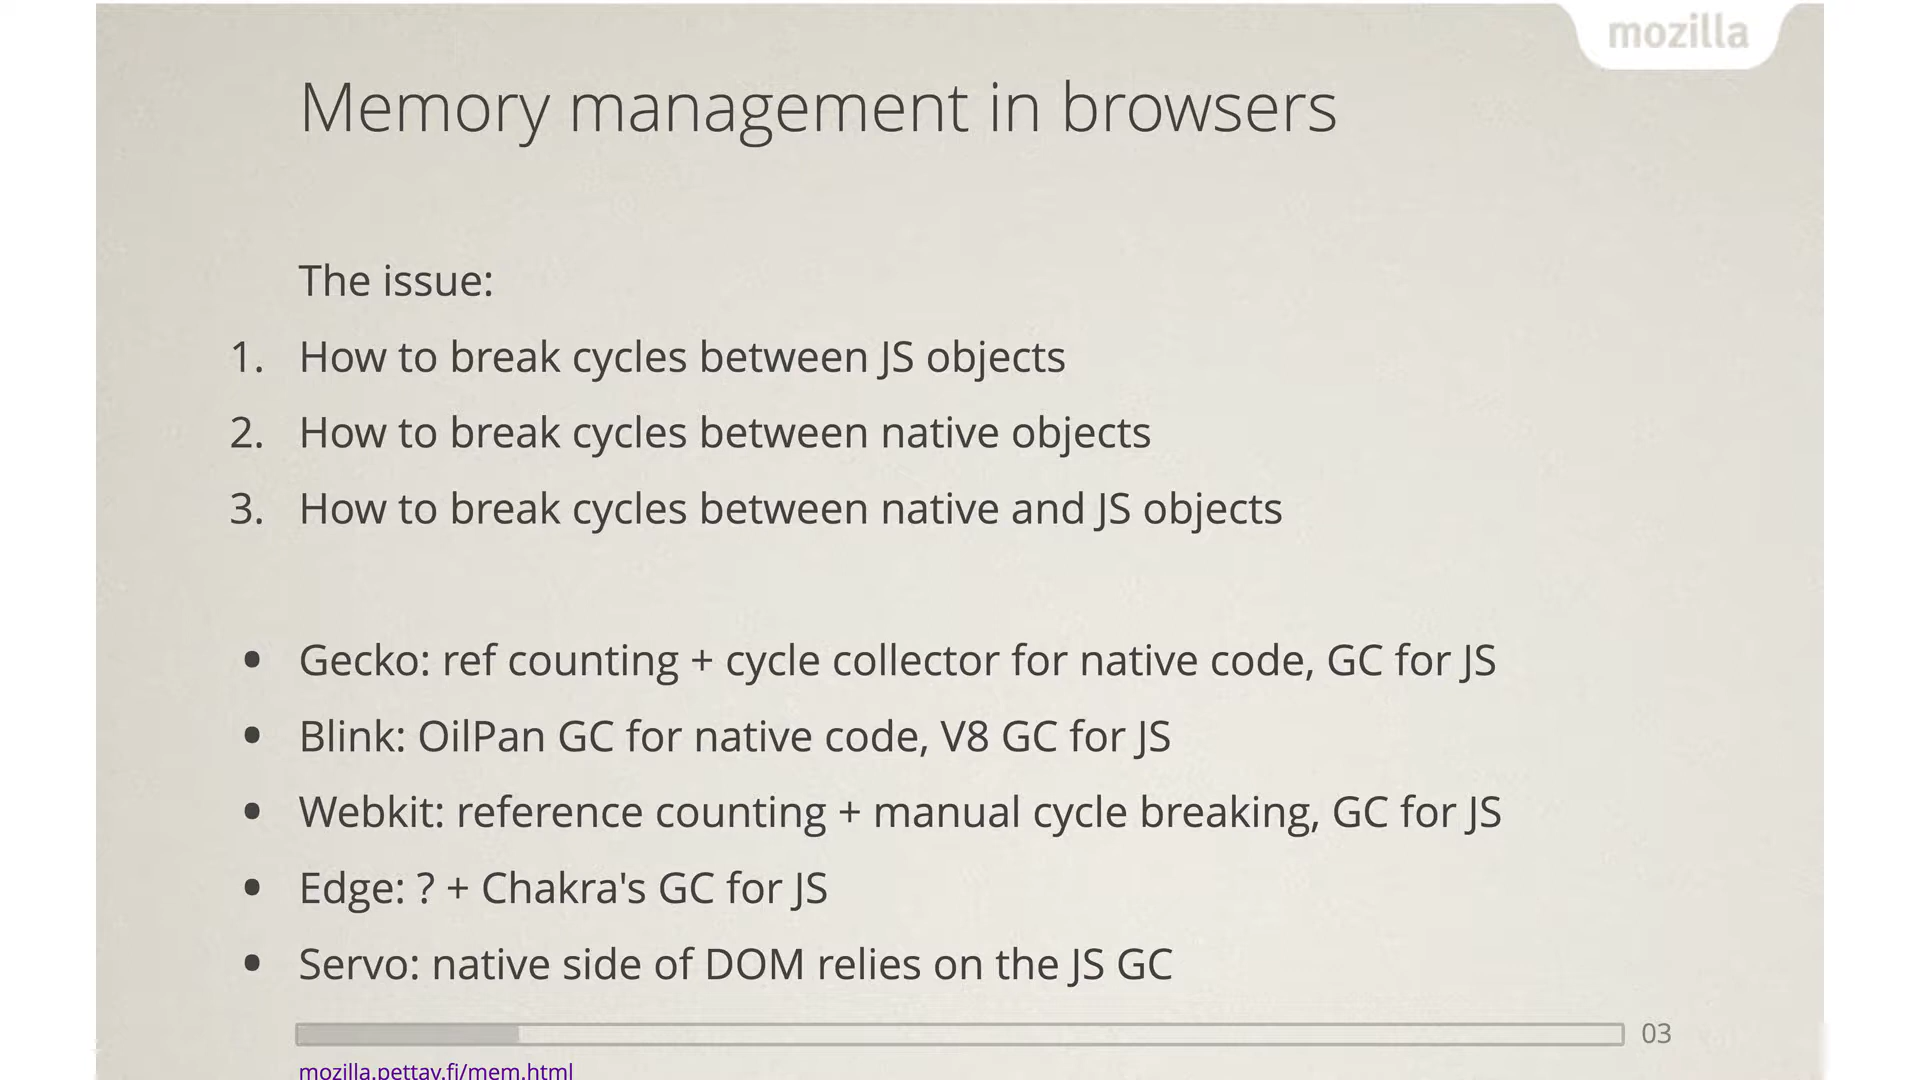 mozilla
Memory management in browsers
The issue:
1. How to break cycles between JS objects
2. How to break cycles between native objects
3. How to break cycles between native and JS objects
• Gecko: ref counting + cycle collector for native code, GC for JS
• Blink: OilPan GC for native code, V8 GC for JS
• Webkit: reference counting + manual cycle breaking, GC for JS
• Edge: ? + Chakra's GC for JS
• Servo: native side of DOM relies on the JS GC
03
mozilla.pettay.fi/mem.html